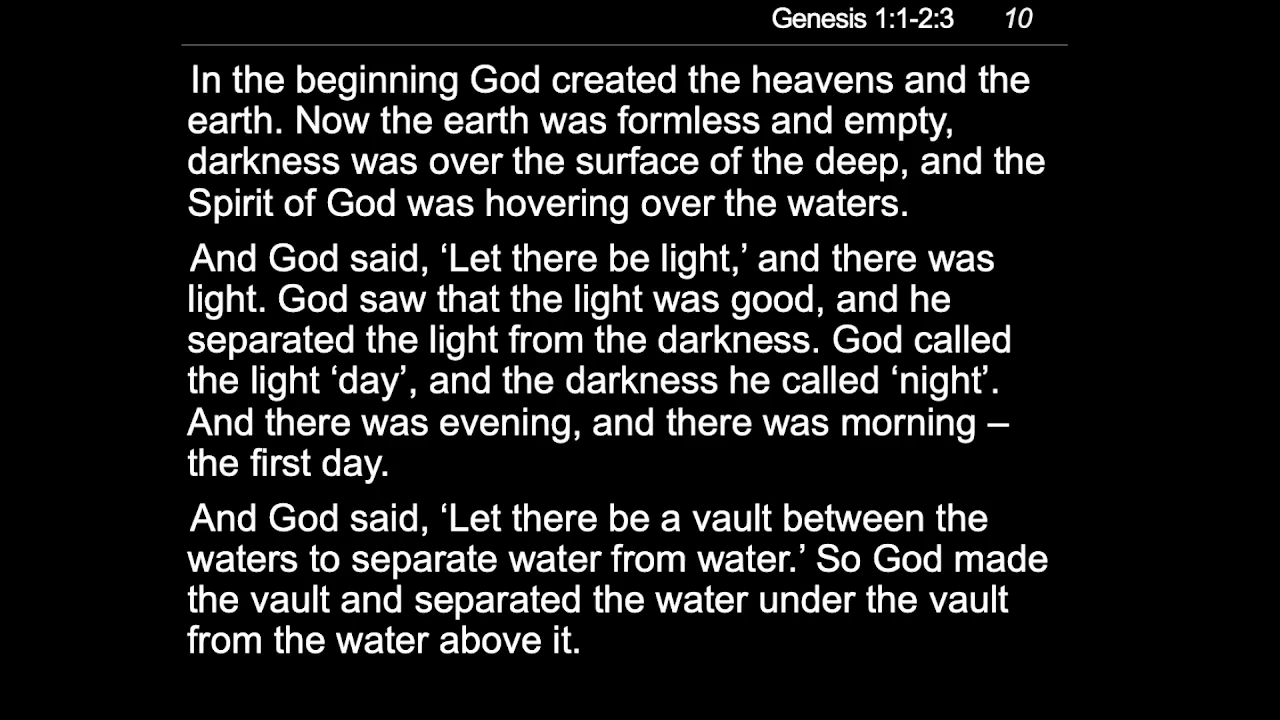 Genesis 1:1-2:3 10
In the beginning God created the heavens and the
earth. Now the earth was formless and empty,
darkness was over the surface of the deep, and the
Spirit of God was hovering over the waters.
And God said, ‘Let there be light,’ and there was
light. God saw that the light was good, and he
separated the light from the darkness. God called
the light ‘day’, and the darkness he called ‘night’.
And there was evening, and there was morning –
the first day.
And God said, ‘Let there be a vault between the
waters to separate water from water.’ So God made
the vault and separated the water under the vault
from the water above it.